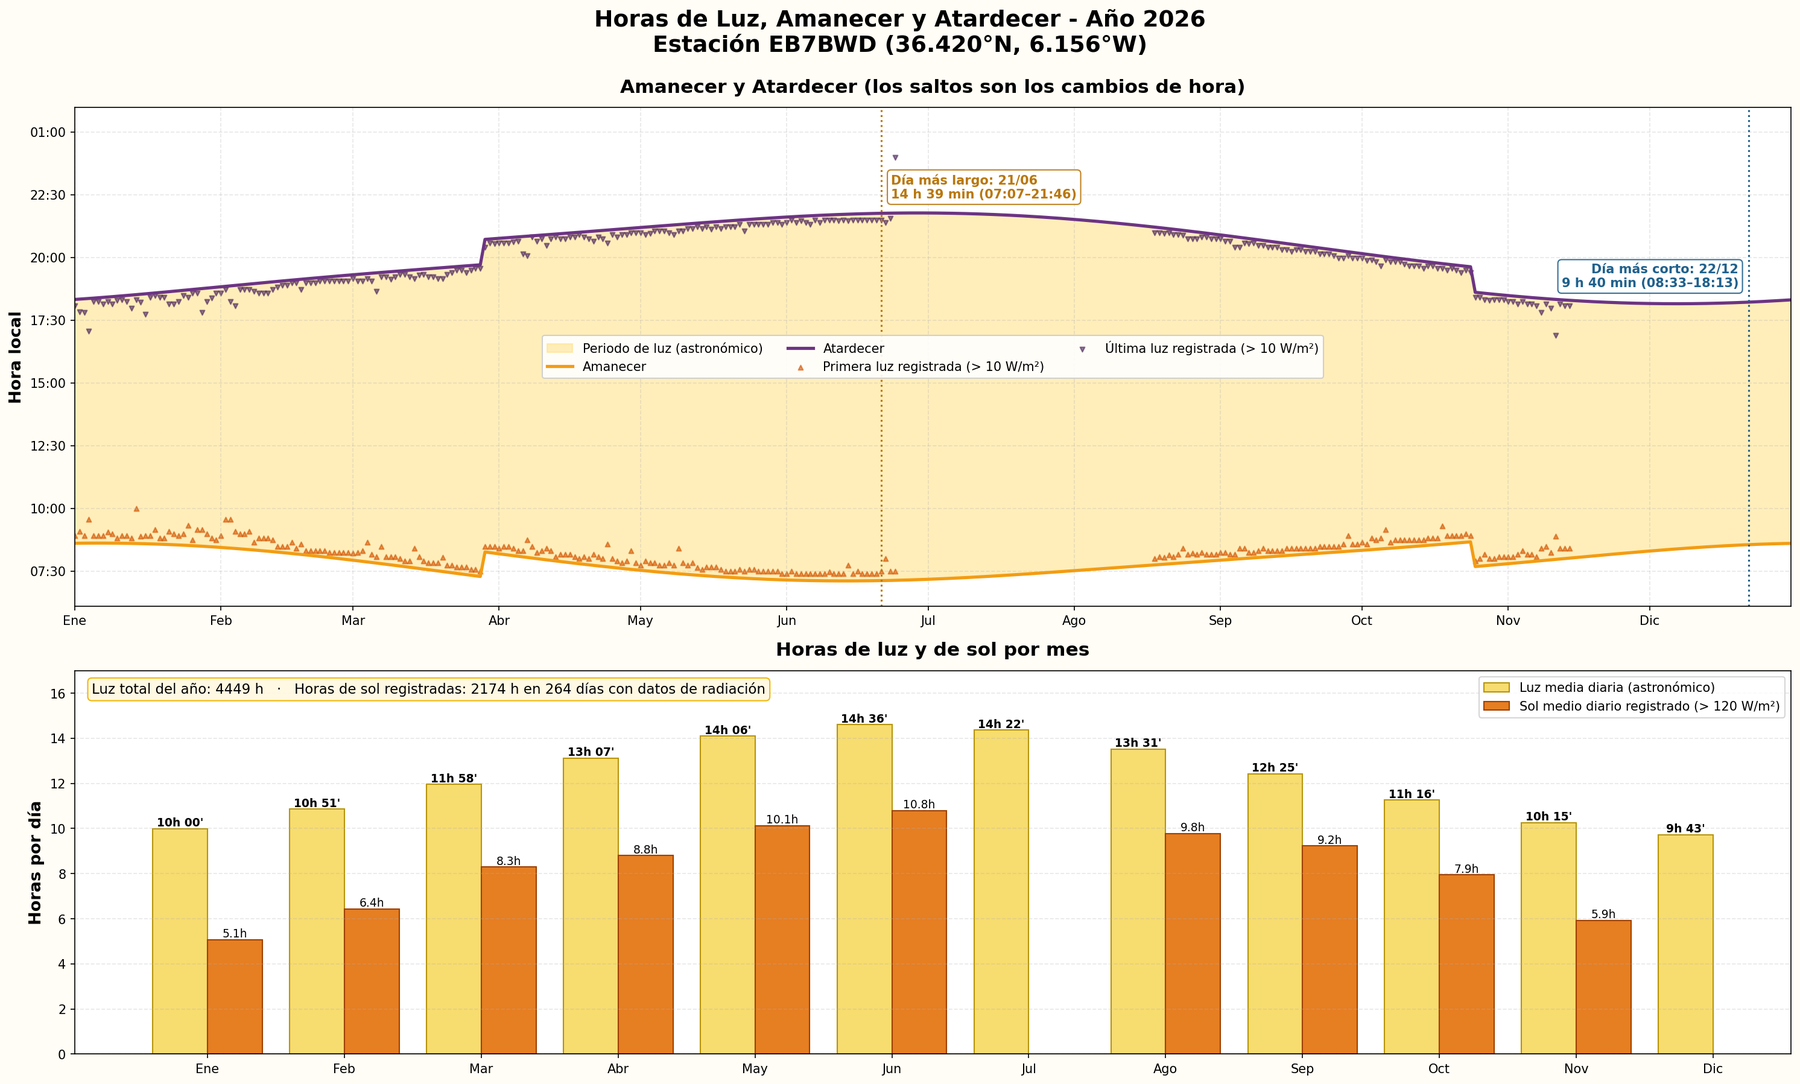 Horas de Luz, Amanecer y Atardecer - Año 2026
Estación EB7BWD (36.420°N, 6.156°W)
Amanecer y Atardecer (los saltos son los cambios de hora)
Hora local
01:00
22:30
20:00
17:30
15:00
12:30
10:00
07:30
Día más largo: 21/06
14 h 39 min (07:07–21:46)
Día más corto: 22/12
9 h 40 min (08:33–18:13)
Periodo de luz (astronómico)
Amanecer
Atardecer
Primera luz registrada (> 10 W/m²)
Última luz registrada (> 10 W/m²)
Ene Feb Mar Abr May Jun Jul Ago Sep Oct Nov Dic
Horas de luz y de sol por mes
Luz total del año: 4449 h · Horas de sol registradas: 2174 h en 264 días con datos de radiación
Luz media diaria (astronómico)
Sol medio diario registrado (> 120 W/m²)
Horas por día
16
14
12
10
8
6
4
2
0
10h 00'
5.1h
10h 51'
6.4h
11h 58'
8.3h
13h 07'
8.8h
14h 06'
10.1h
14h 36'
10.8h
14h 22'
13h 31'
9.8h
12h 25'
9.2h
11h 16'
7.9h
10h 15'
5.9h
9h 43'
Ene Feb Mar Abr May Jun Jul Ago Sep Oct Nov Dic